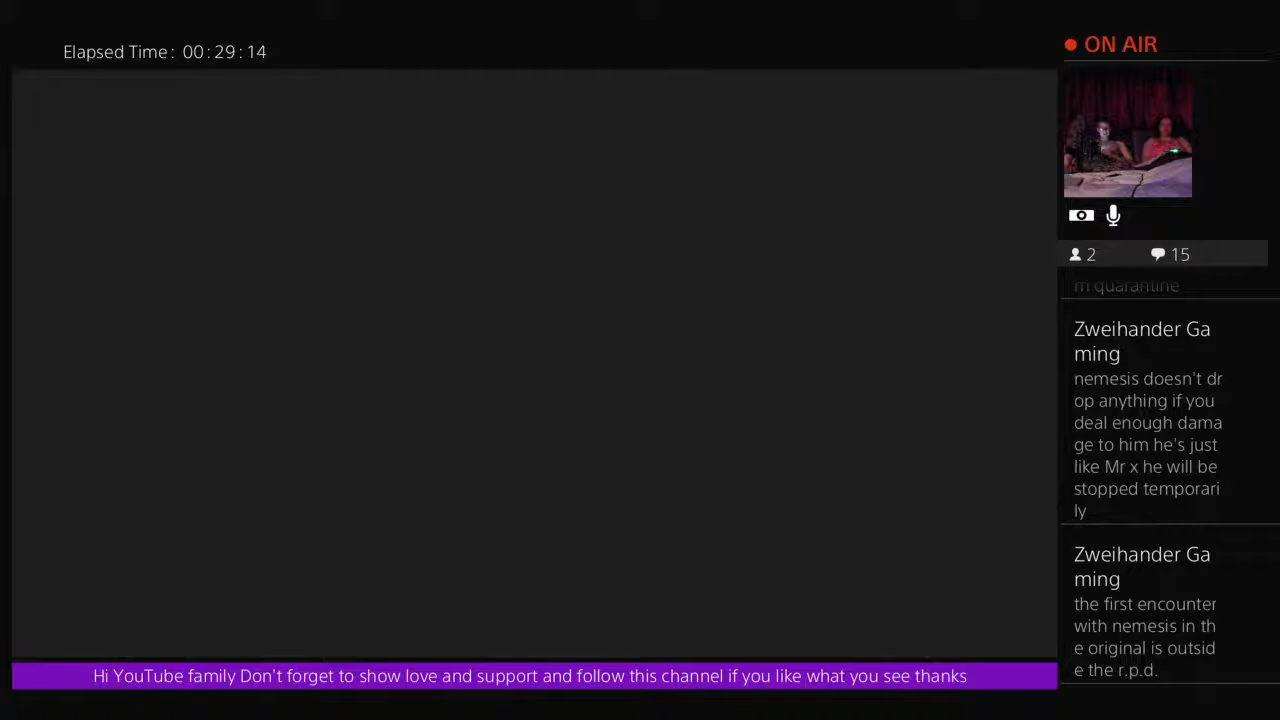 Elapsed Time: 00:29:14
ON AIR
2 15
m quarantine
Zweihander Ga
ming
nemesis doesn't dr
op anything if you
deal enough dama
ge to him he's just
like Mr x he will be
stopped temporari
ly
Zweihander Ga
ming
the first encounter
with nemesis in th
e original is outsid
e the r.p.d.
Hi YouTube family Don't forget to show love and support and follow this channel if you like what you see thanks